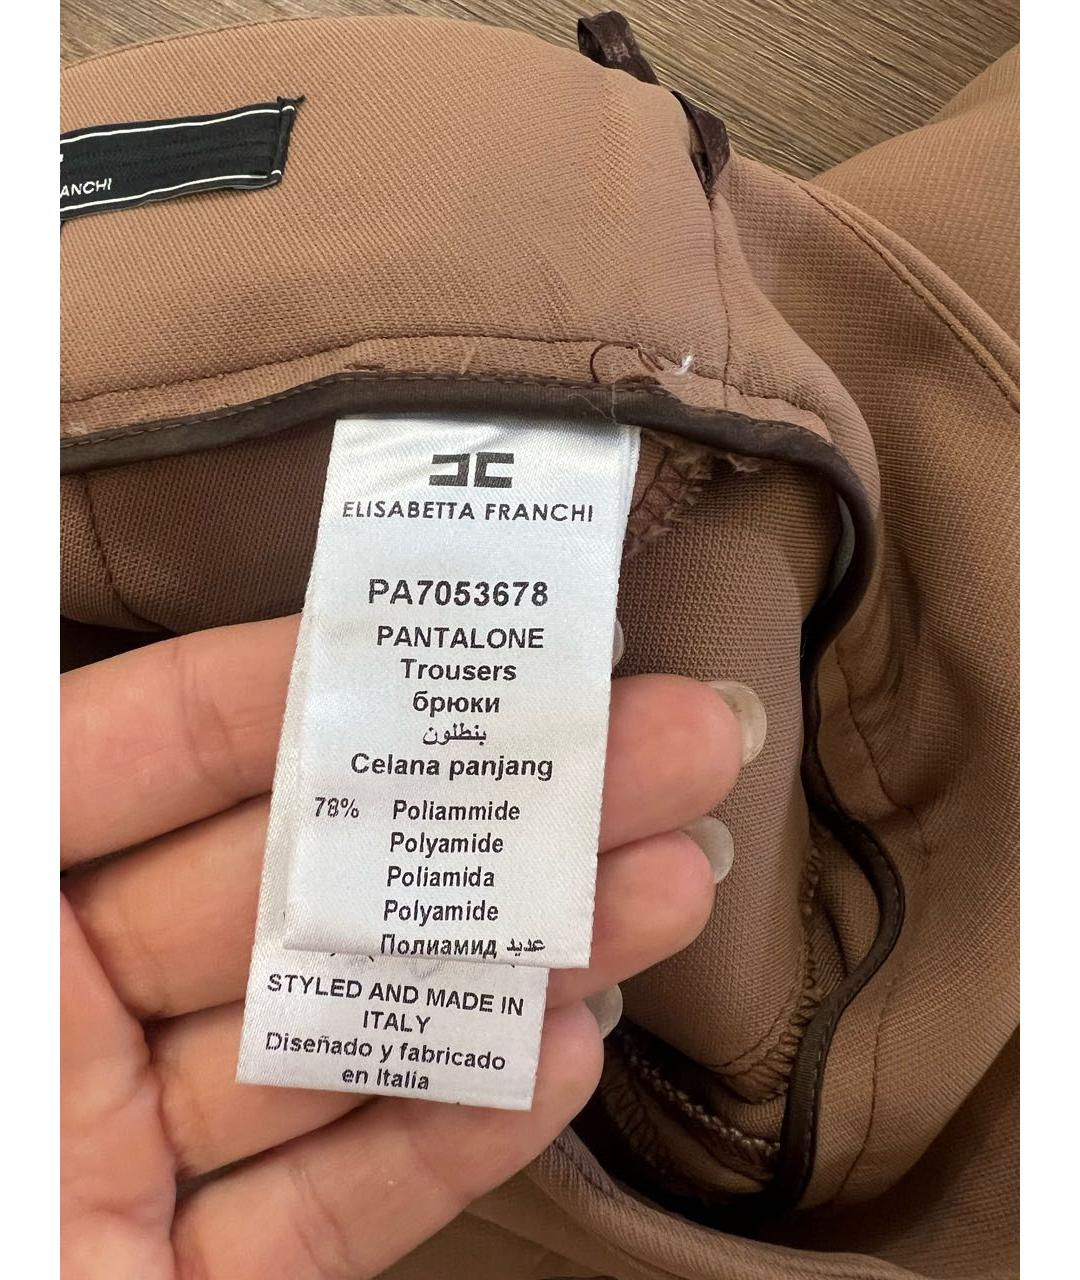 ANCHI
ELISABETTA FRANCHI
PA7053678
PANTALONE
Trousers
брюки
بنطلون
Celana panjang
78% Poliammide
Polyamide
Poliamida
Polyamide
Полиамид عديد
STYLED AND MADE IN
ITALY
Diseñado y fabricado
en Italia